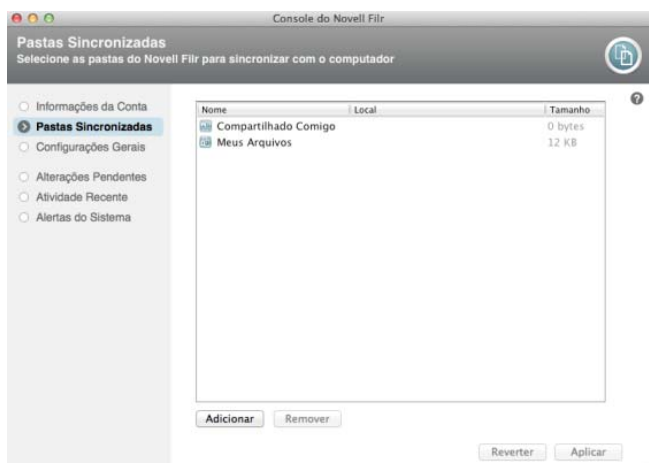 Console do Novell Filr
Pastas Sincronizadas
Selecione as pastas do Novell Filr para sincronizar com o computador
Informações da Conta
Pastas Sincronizadas
Configurações Gerais
Alterações Pendentes
Atividade Recente
Alertas do Sistema
Nome Local Tamanho
Compartilhado Comigo 0 bytes
Meus Arquivos 12 KB
?
Adicionar Remover
Reverter Aplicar